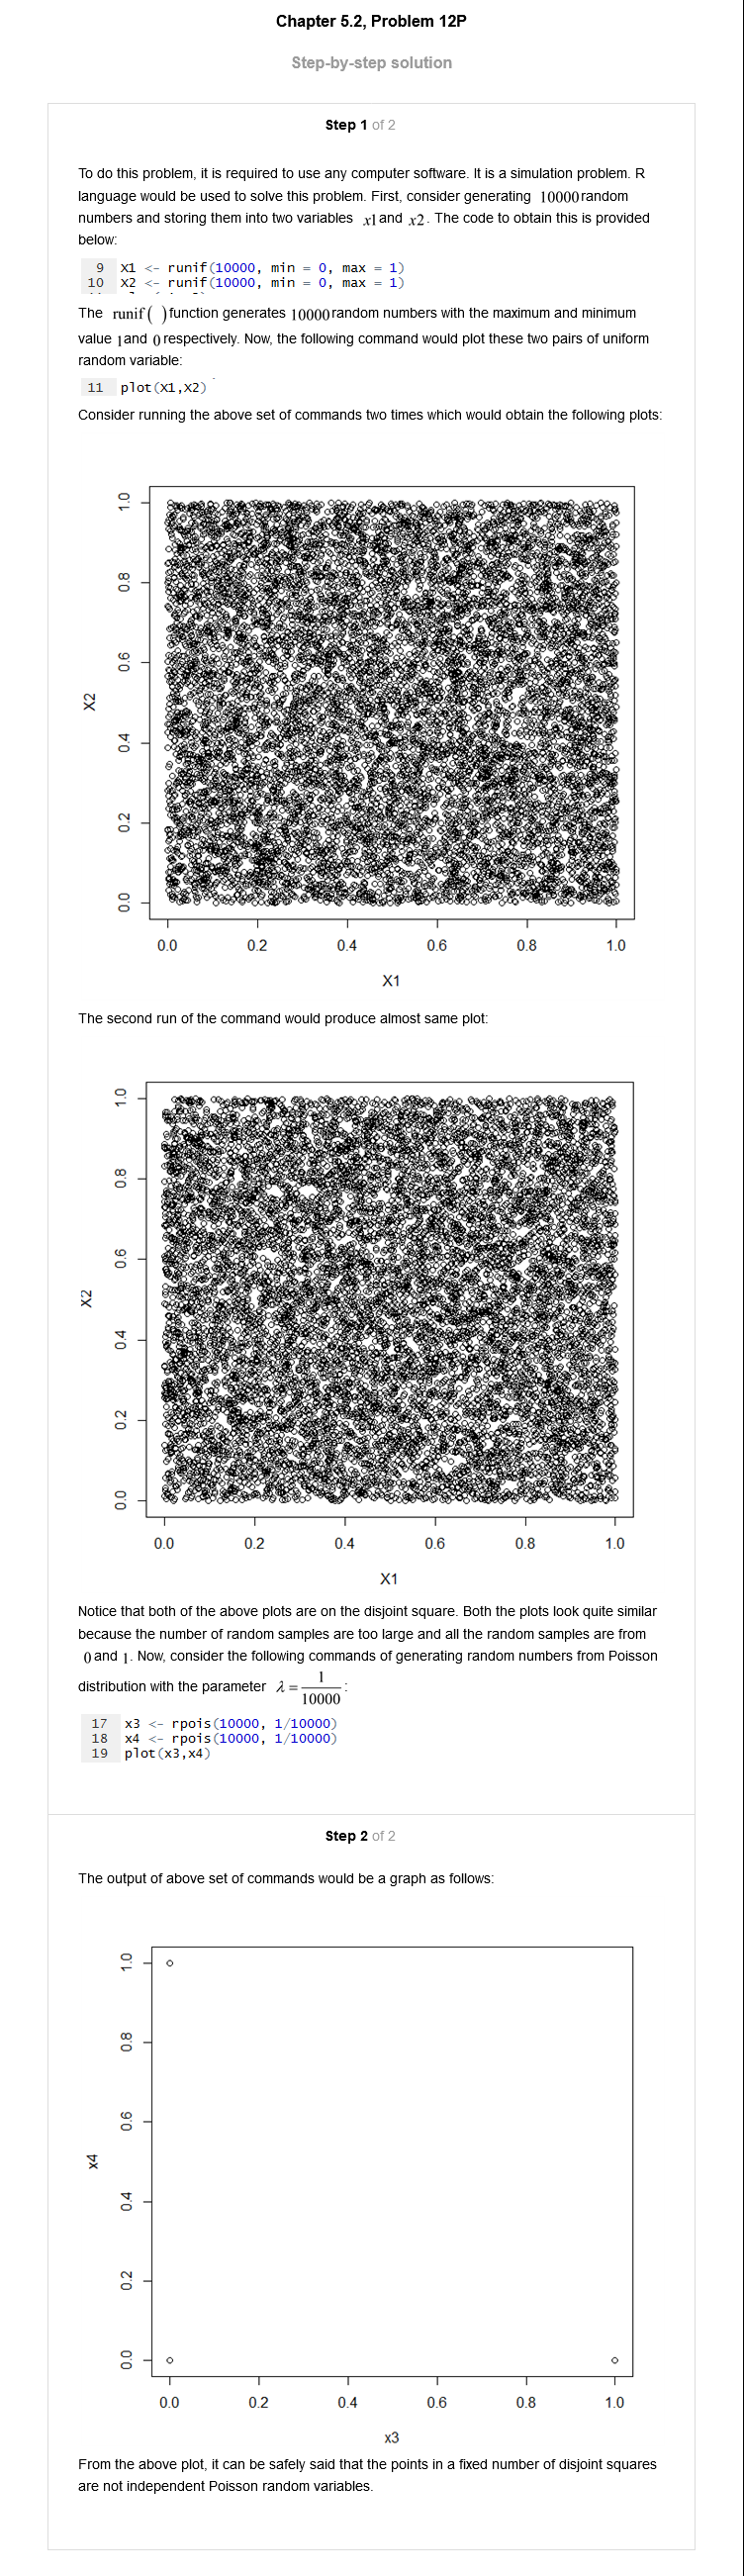 Chapter 5.2, Problem 12P
Step-by-step solution
Step 1 of 2
To do this problem, it is required to use any computer software. It is a simulation problem. R
language would be used to solve this problem. First, consider generating 10000 random
numbers and storing them into two variables x1 and x2. The code to obtain this is provided
below:
9 X1 <- runif(10000, min = 0, max = 1)
10 X2 <- runif(10000, min = 0, max = 1)
The runif( ) function generates 10000 random numbers with the maximum and minimum
value 1 and 0 respectively. Now, the following command would plot these two pairs of uniform
random variable:
11 plot(X1,X2)
Consider running the above set of commands two times which would obtain the following plots:
1.0
0.8
0.6
X2
0.4
0.2
0.0
0.0 0.2 0.4 0.6 0.8 1.0
X1
The second run of the command would produce almost same plot:
1.0
0.8
0.6
X2
0.4
0.2
0.0
0.0 0.2 0.4 0.6 0.8 1.0
X1
Notice that both of the above plots are on the disjoint square. Both the plots look quite similar
because the number of random samples are too large and all the random samples are from
0 and 1. Now, consider the following commands of generating random numbers from Poisson
distribution with the parameter λ = 1/10000 :
17 x3 <- rpois(10000, 1/10000)
18 x4 <- rpois(10000, 1/10000)
19 plot(x3,x4)
Step 2 of 2
The output of above set of commands would be a graph as follows:
1.0
0.8
0.6
x4
0.4
0.2
0.0
0.0 0.2 0.4 0.6 0.8 1.0
x3
From the above plot, it can be safely said that the points in a fixed number of disjoint squares
are not independent Poisson random variables.